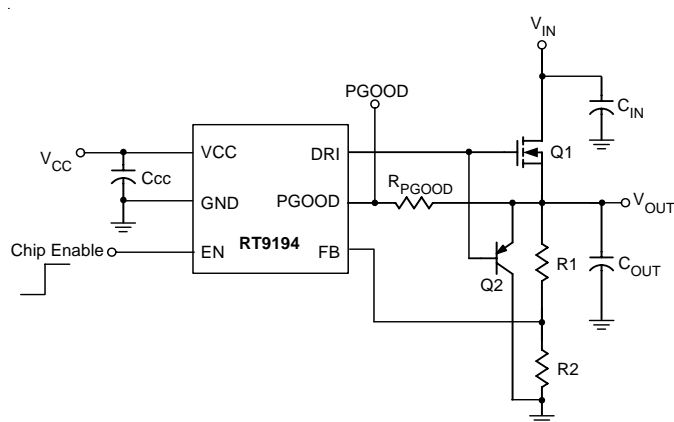 V_IN
PGOOD
C_IN
V_CC
VCC
DRI
Q1
Ccc
R_PGOOD
GND
PGOOD
V_OUT
Chip Enable
EN
RT9194
FB
Q2
R1
C_OUT
R2